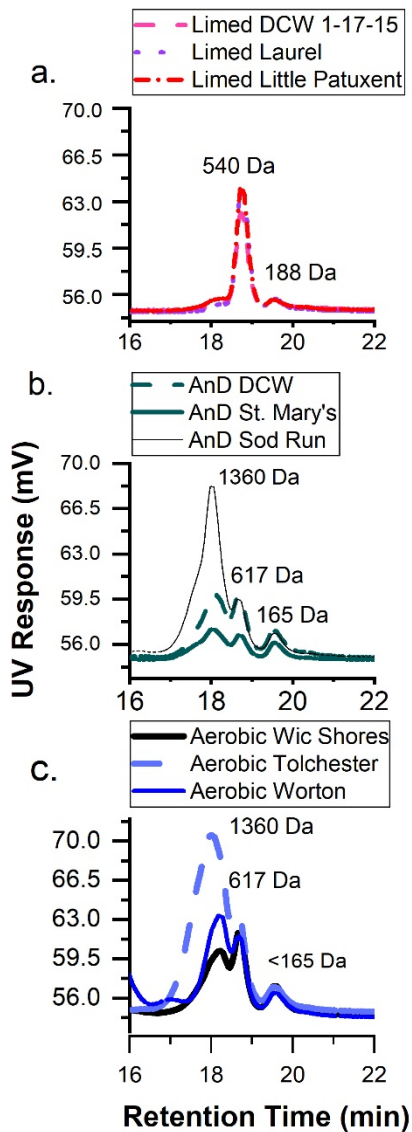 Limed DCW 1-17-15
Limed Laurel
Limed Little Patuxent
a.
70.0
66.5
63.0
59.5
56.0
540 Da
188 Da
16 18 20 22
b.
AnD DCW
AnD St. Mary's
AnD Sod Run
70.0
66.5
63.0
59.5
56.0
1360 Da
617 Da
165 Da
16 18 20 22
UV Response (mV)
c.
Aerobic Wic Shores
Aerobic Tolchester
Aerobic Worton
70.0
66.5
63.0
59.5
56.0
1360 Da
617 Da
<165 Da
16 18 20 22
Retention Time (min)